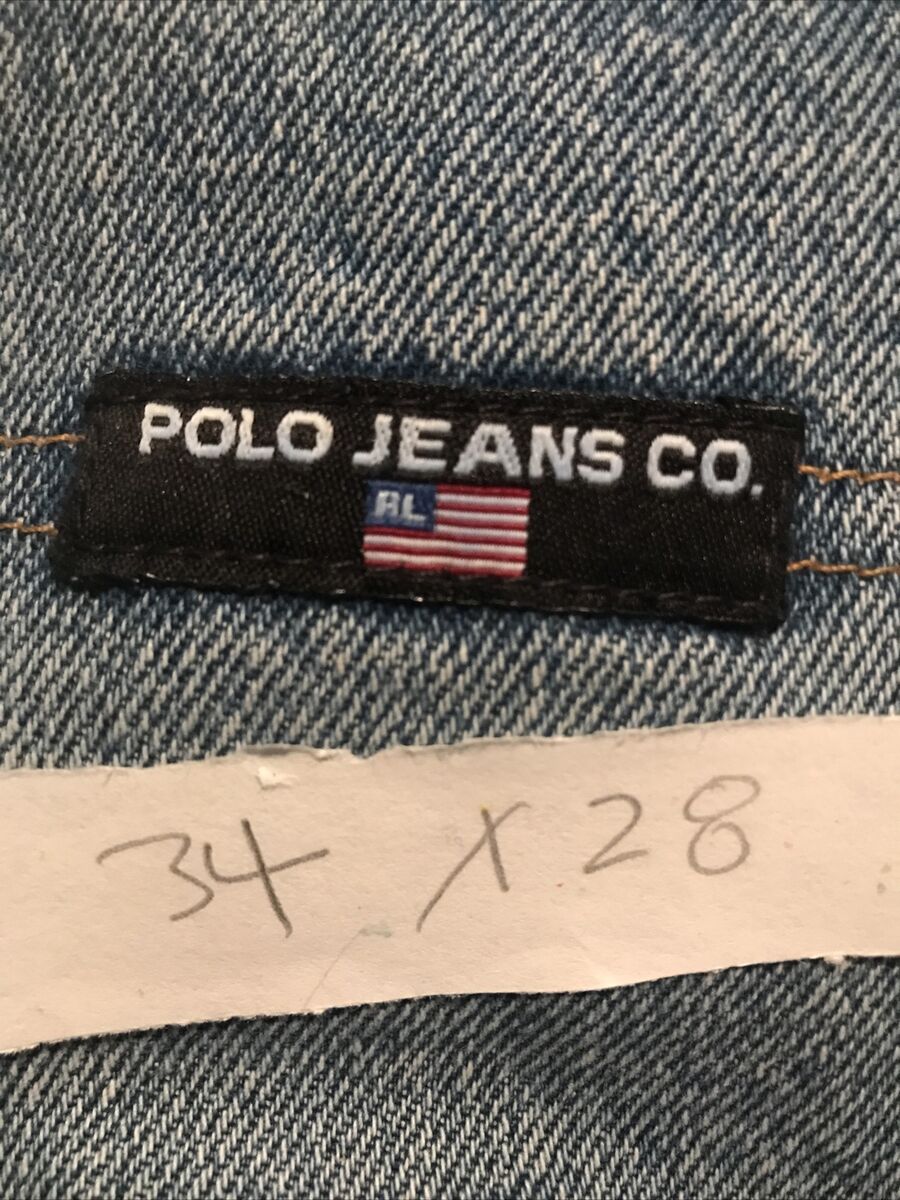 POLO JEANS CO.
RL
34 X 28